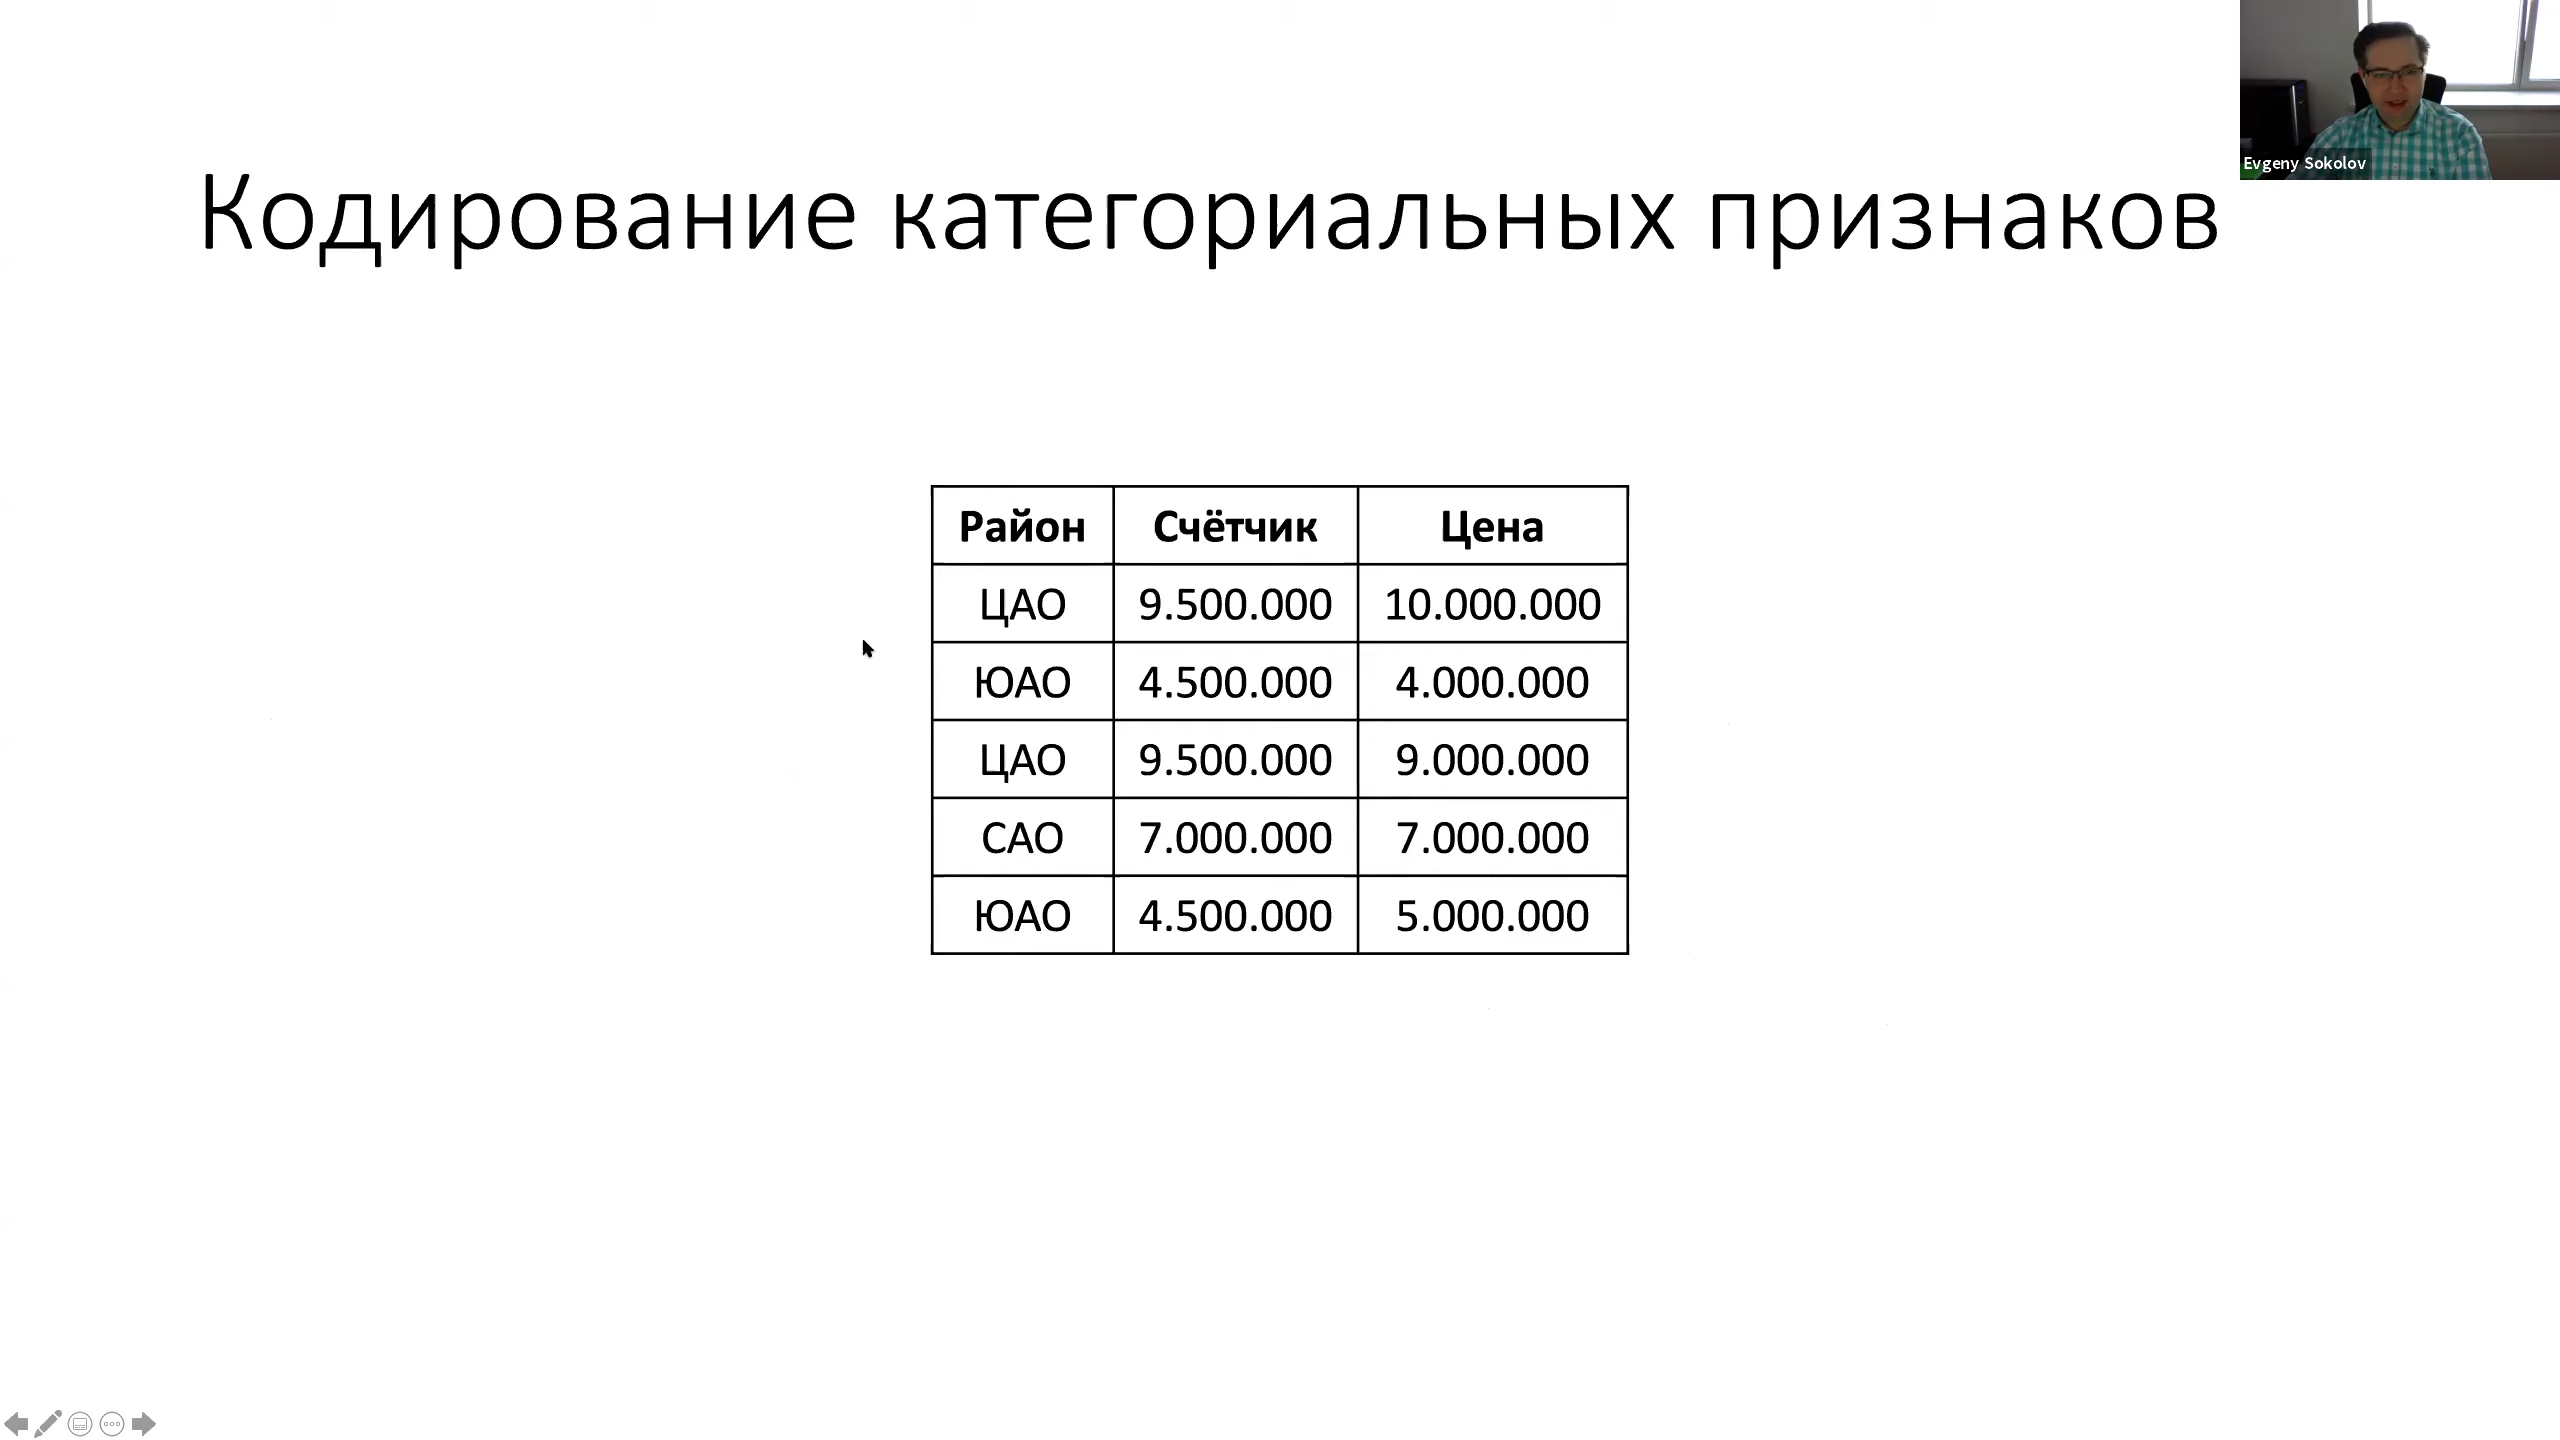 Evgeny Sokolov
Кодирование категориальных признаков
Район Счётчик Цена
ЦАО 9.500.000 10.000.000
ЮАО 4.500.000 4.000.000
ЦАО 9.500.000 9.000.000
САО 7.000.000 7.000.000
ЮАО 4.500.000 5.000.000